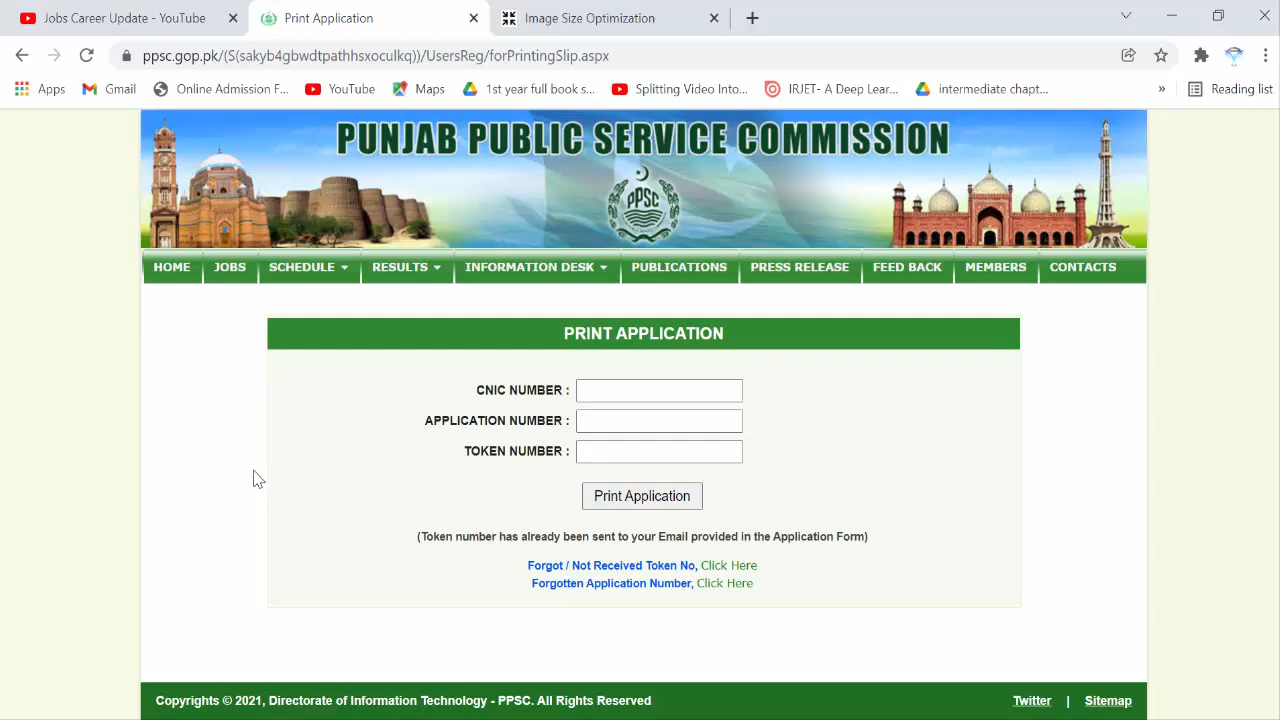 Jobs Career Update - YouTube
Print Application
Image Size Optimization
ppsc.gop.pk/(S(sakyb4gbwdtpathhsxoculkq))/UsersReg/forPrintingSlip.aspx
Apps
Gmail
Online Admission F...
YouTube
Maps
1st year full book s...
Splitting Video Into...
IRJET- A Deep Lear...
intermediate chapt...
»
Reading list
PUNJAB PUBLIC SERVICE COMMISSION
PPSC
HOME
JOBS
SCHEDULE
RESULTS
INFORMATION DESK
PUBLICATIONS
PRESS RELEASE
FEED BACK
MEMBERS
CONTACTS
PRINT APPLICATION
CNIC NUMBER :
APPLICATION NUMBER :
TOKEN NUMBER :
Print Application
(Token number has already been sent to your Email provided in the Application Form)
Forgot / Not Received Token No, Click Here
Forgotten Application Number, Click Here
Copyrights © 2021, Directorate of Information Technology - PPSC. All Rights Reserved
Twitter | Sitemap